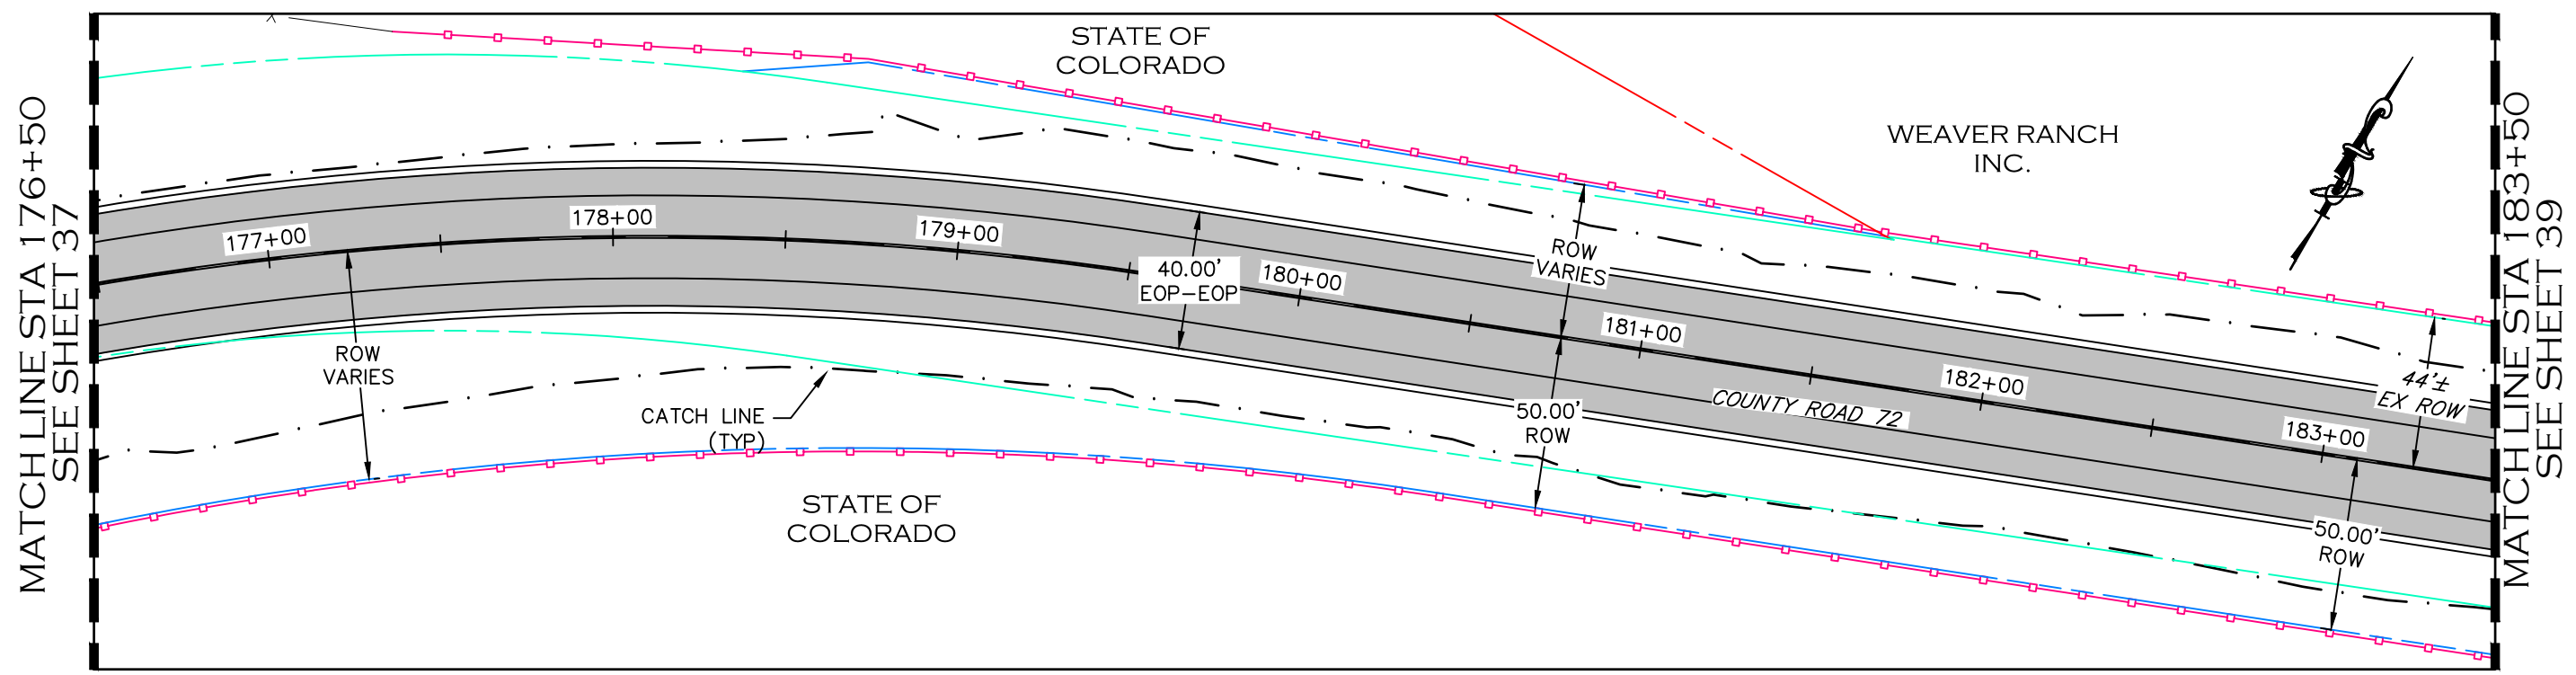 MATCH LINE STA 176+50
SEE SHEET 37
STATE OF
COLORADO
WEAVER RANCH
INC.
177+00
178+00
179+00
40.00'
EOP-EOP
180+00
ROW
VARIES
181+00
182+00
COUNTY ROAD 72
183+00
44'±
EX ROW
ROW
VARIES
CATCH LINE
(TYP)
50.00'
ROW
STATE OF
COLORADO
50.00'
ROW
MATCH LINE STA 183+50
SEE SHEET 39